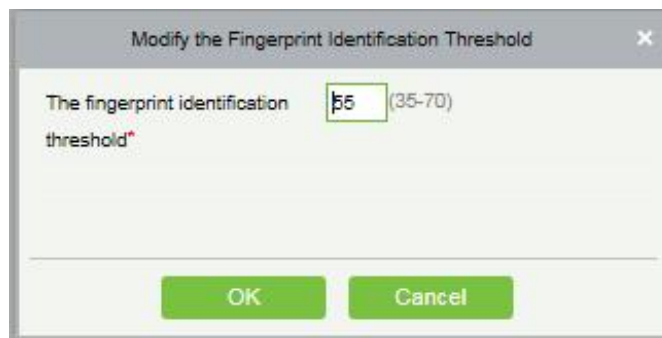 Modify the Fingerprint Identification Threshold ×
The fingerprint identification 55 (35-70)
threshold*
OK Cancel